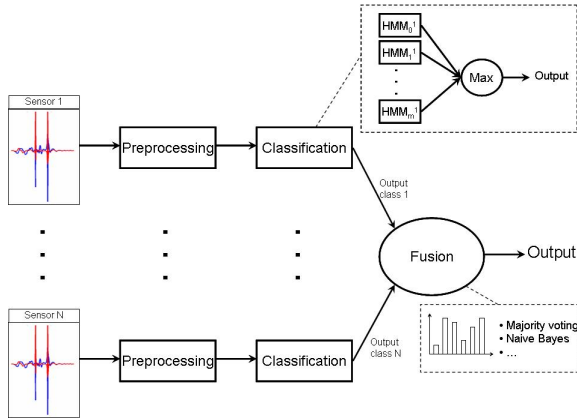 HMM₀¹
HMM₁¹
HMMₘ¹
Max
Output
Sensor 1
Preprocessing
Classification
Output
class 1
Fusion
Output
Sensor N
Preprocessing
Classification
Output
class N
• Majority voting
• Naive Bayes
• ...